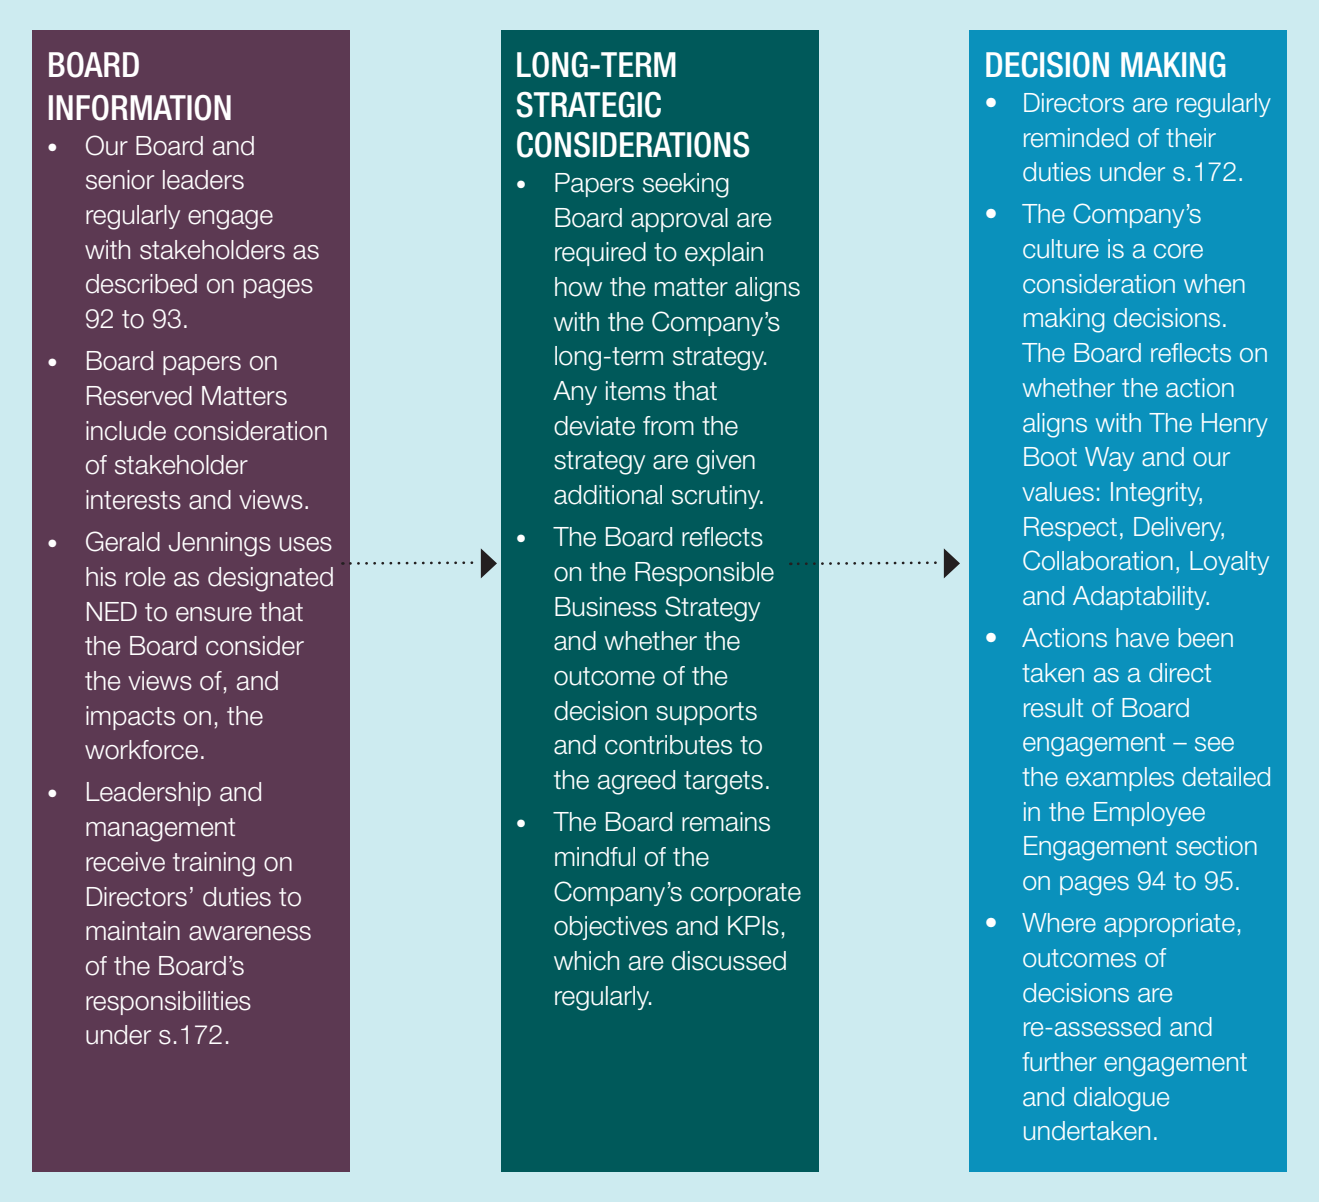 BOARD
INFORMATION
• Our Board and
senior leaders
regularly engage
with stakeholders as
described on pages
92 to 93.
• Board papers on
Reserved Matters
include consideration
of stakeholder
interests and views.
• Gerald Jennings uses
his role as designated
NED to ensure that
the Board consider
the views of, and
impacts on, the
workforce.
• Leadership and
management
receive training on
Directors’ duties to
maintain awareness
of the Board’s
responsibilities
under s.172.
LONG-TERM
STRATEGIC
CONSIDERATIONS
• Papers seeking
Board approval are
required to explain
how the matter aligns
with the Company’s
long-term strategy.
Any items that
deviate from the
strategy are given
additional scrutiny.
• The Board reflects
on the Responsible
Business Strategy
and whether the
outcome of the
decision supports
and contributes to
the agreed targets.
• The Board remains
mindful of the
Company’s corporate
objectives and KPIs,
which are discussed
regularly.
DECISION MAKING
• Directors are regularly
reminded of their
duties under s.172.
• The Company’s
culture is a core
consideration when
making decisions.
The Board reflects on
whether the action
aligns with The Henry
Boot Way and our
values: Integrity,
Respect, Delivery,
Collaboration, Loyalty
and Adaptability.
• Actions have been
taken as a direct
result of Board
engagement – see
the examples detailed
in the Employee
Engagement section
on pages 94 to 95.
• Where appropriate,
outcomes of
decisions are
re-assessed and
further engagement
and dialogue
undertaken.